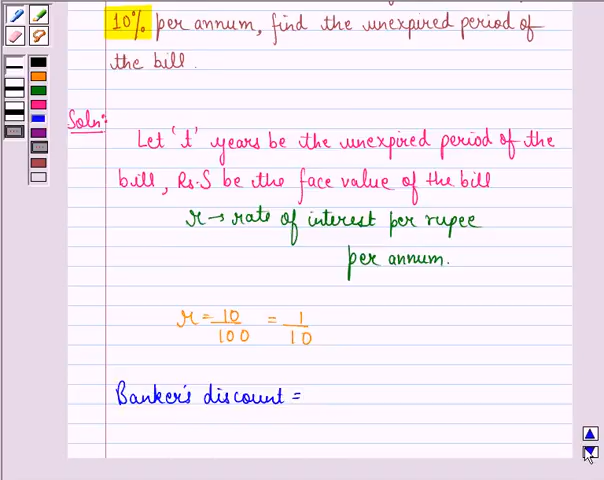 10% per annum, find the unexpired period of
the bill.
Soln:
Let 't' years be the unexpired period of the
bill, Rs.S be the face value of the bill
r → rate of interest per rupee
per annum.
r = 10/100 = 1/10
Banker's discount =